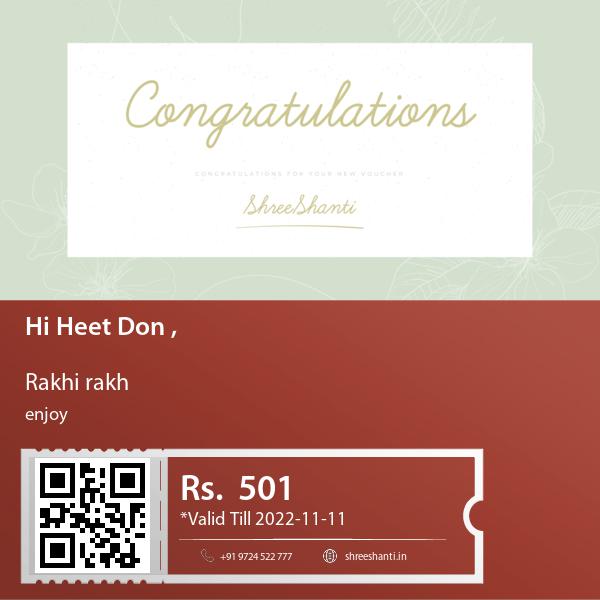 Congratulations
CONGRATULATIONS FOR YOUR NEW VOUCHER
ShreeShanti
Hi Heet Don ,
Rakhi rakh
enjoy
Rs. 501
*Valid Till 2022-11-11
+91 9724 522 777
shreeshanti.in